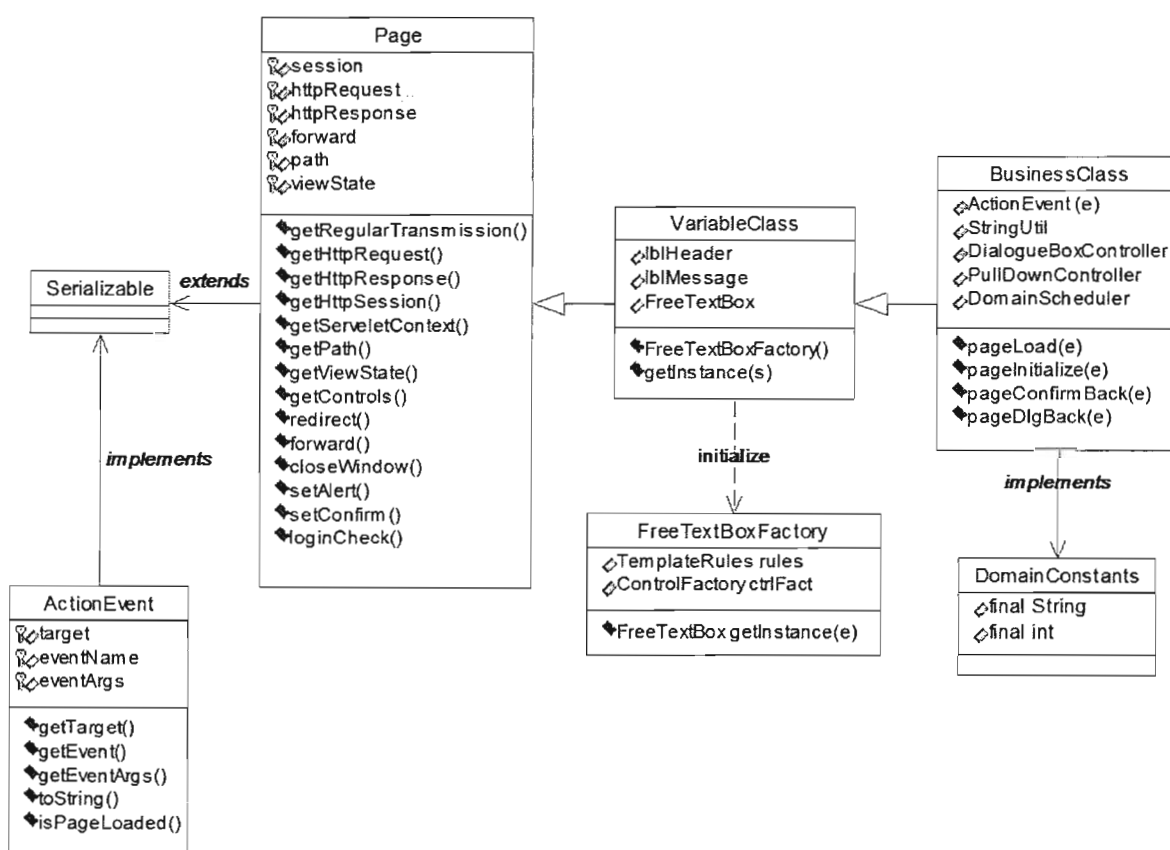 Page
session
httpRequest
httpResponse
forward
path
viewState
getRegularTransmission()
getHttpRequest()
getHttpResponse()
getHttpSession()
getServeletContext()
getPath()
getViewState()
getControls()
redirect()
forward()
closeWindow()
setAlert()
setConfirm()
loginCheck()
Serializable
extends
implements
ActionEvent
target
eventName
eventArgs
getTarget()
getEvent()
getEventArgs()
toString()
isPageLoaded()
VariableClass
lblHeader
lblMessage
FreeTextBox
FreeTextBoxFactory()
getInstance(s)
initialize
FreeTextBoxFactory
TemplateRules rules
ControlFactory ctrlFact
FreeTextBox getInstance(e)
BusinessClass
ActionEvent (e)
StringUtil
DialogueBoxController
PullDownController
DomainScheduler
pageLoad(e)
pageInitialize(e)
pageConfirmBack(e)
pageDlgBack(e)
implements
DomainConstants
final String
final int